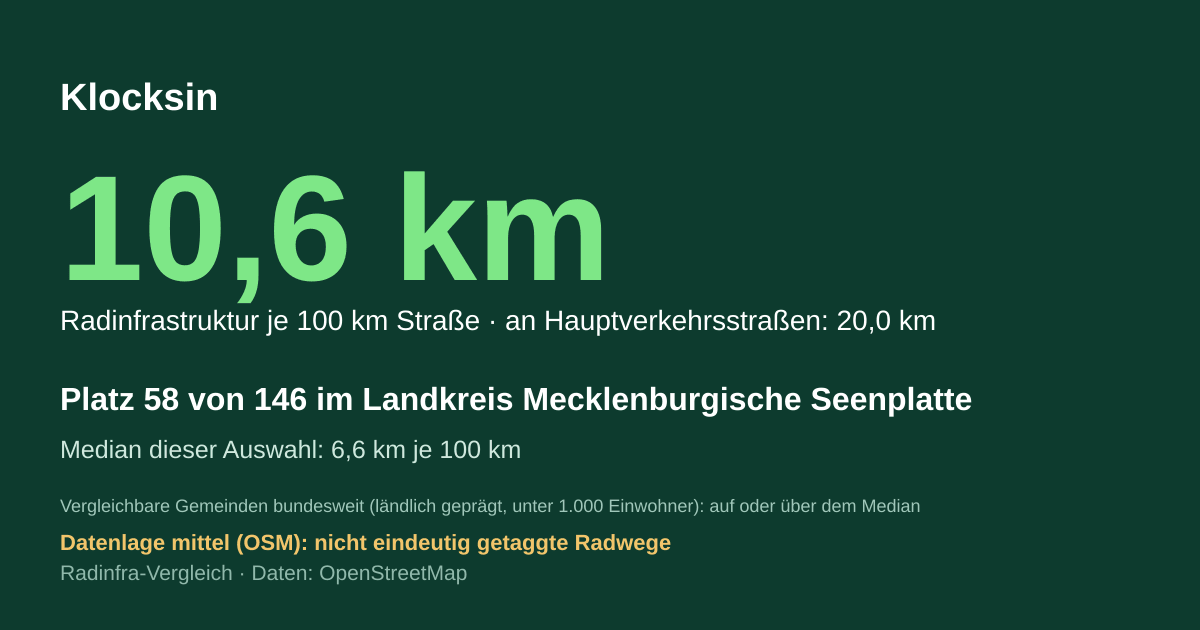 Klocksin
10,6 km
Radinfrastruktur je 100 km Straße · an Hauptverkehrsstraßen: 20,0 km
Platz 58 von 146 im Landkreis Mecklenburgische Seenplatte
Median dieser Auswahl: 6,6 km je 100 km
Vergleichbare Gemeinden bundesweit (ländlich geprägt, unter 1.000 Einwohner): auf oder über dem Median
Datenlage mittel (OSM): nicht eindeutig getaggte Radwege
Radinfra-Vergleich · Daten: OpenStreetMap